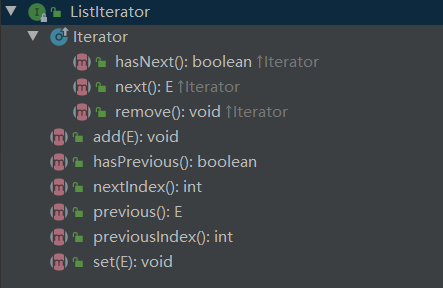 ListIterator
Iterator
hasNext(): boolean ↑Iterator
next(): E ↑Iterator
remove(): void ↑Iterator
add(E): void
hasPrevious(): boolean
nextIndex(): int
previous(): E
previousIndex(): int
set(E): void